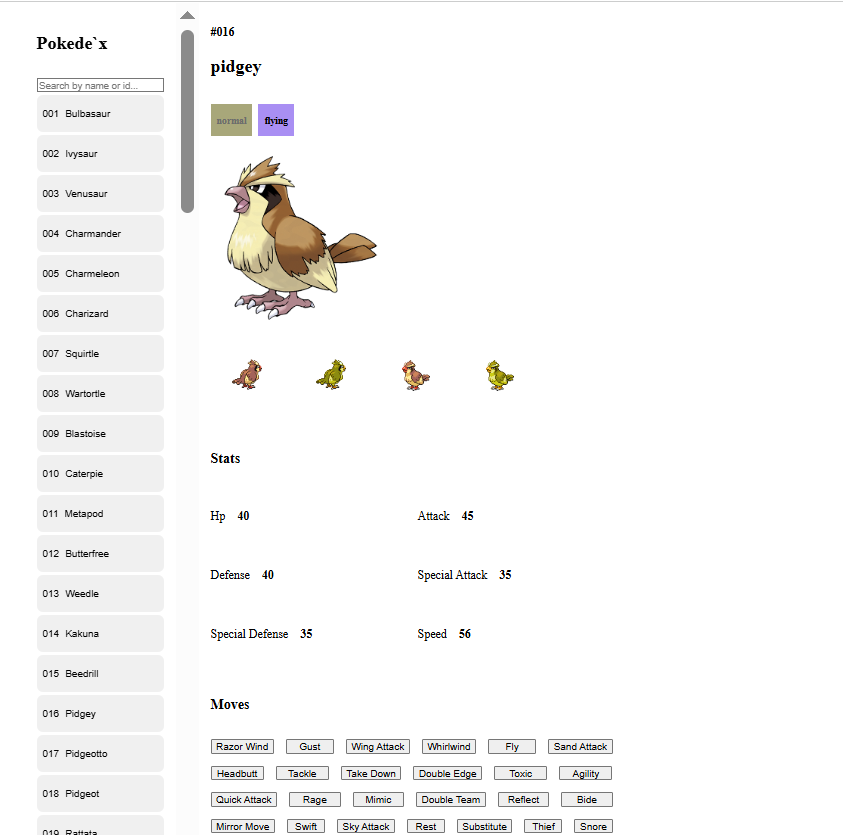 Pokede`x
Search by name or id...
001 Bulbasaur
002 Ivysaur
003 Venusaur
004 Charmander
005 Charmeleon
006 Charizard
007 Squirtle
008 Wartortle
009 Blastoise
010 Caterpie
011 Metapod
012 Butterfree
013 Weedle
014 Kakuna
015 Beedrill
016 Pidgey
017 Pidgeotto
018 Pidgeot
019 Rattata
#016
pidgey
normal flying
Stats
Hp 40 Attack 45
Defense 40 Special Attack 35
Special Defense 35 Speed 56
Moves
Razor Wind Gust Wing Attack Whirlwind Fly Sand Attack
Headbutt Tackle Take Down Double Edge Toxic Agility
Quick Attack Rage Mimic Double Team Reflect Bide
Mirror Move Swift Sky Attack Rest Substitute Thief Snore